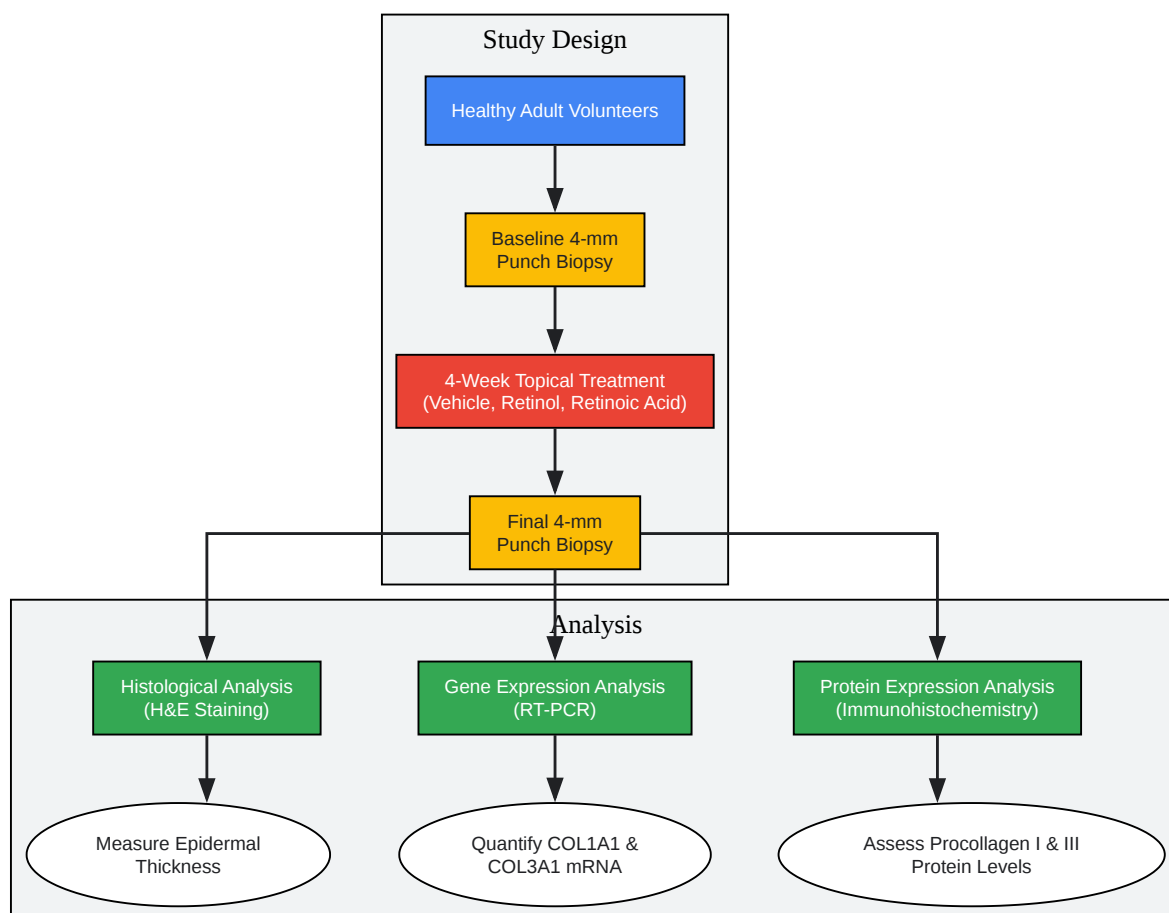 Study Design
Healthy Adult Volunteers
Baseline 4-mm
Punch Biopsy
4-Week Topical Treatment
(Vehicle, Retinol, Retinoic Acid)
Final 4-mm
Punch Biopsy
Analysis
Histological Analysis
(H&E Staining)
Gene Expression Analysis
(RT-PCR)
Protein Expression Analysis
(Immunohistochemistry)
Measure Epidermal
Thickness
Quantify COL1A1 &
COL3A1 mRNA
Assess Procollagen I & III
Protein Levels